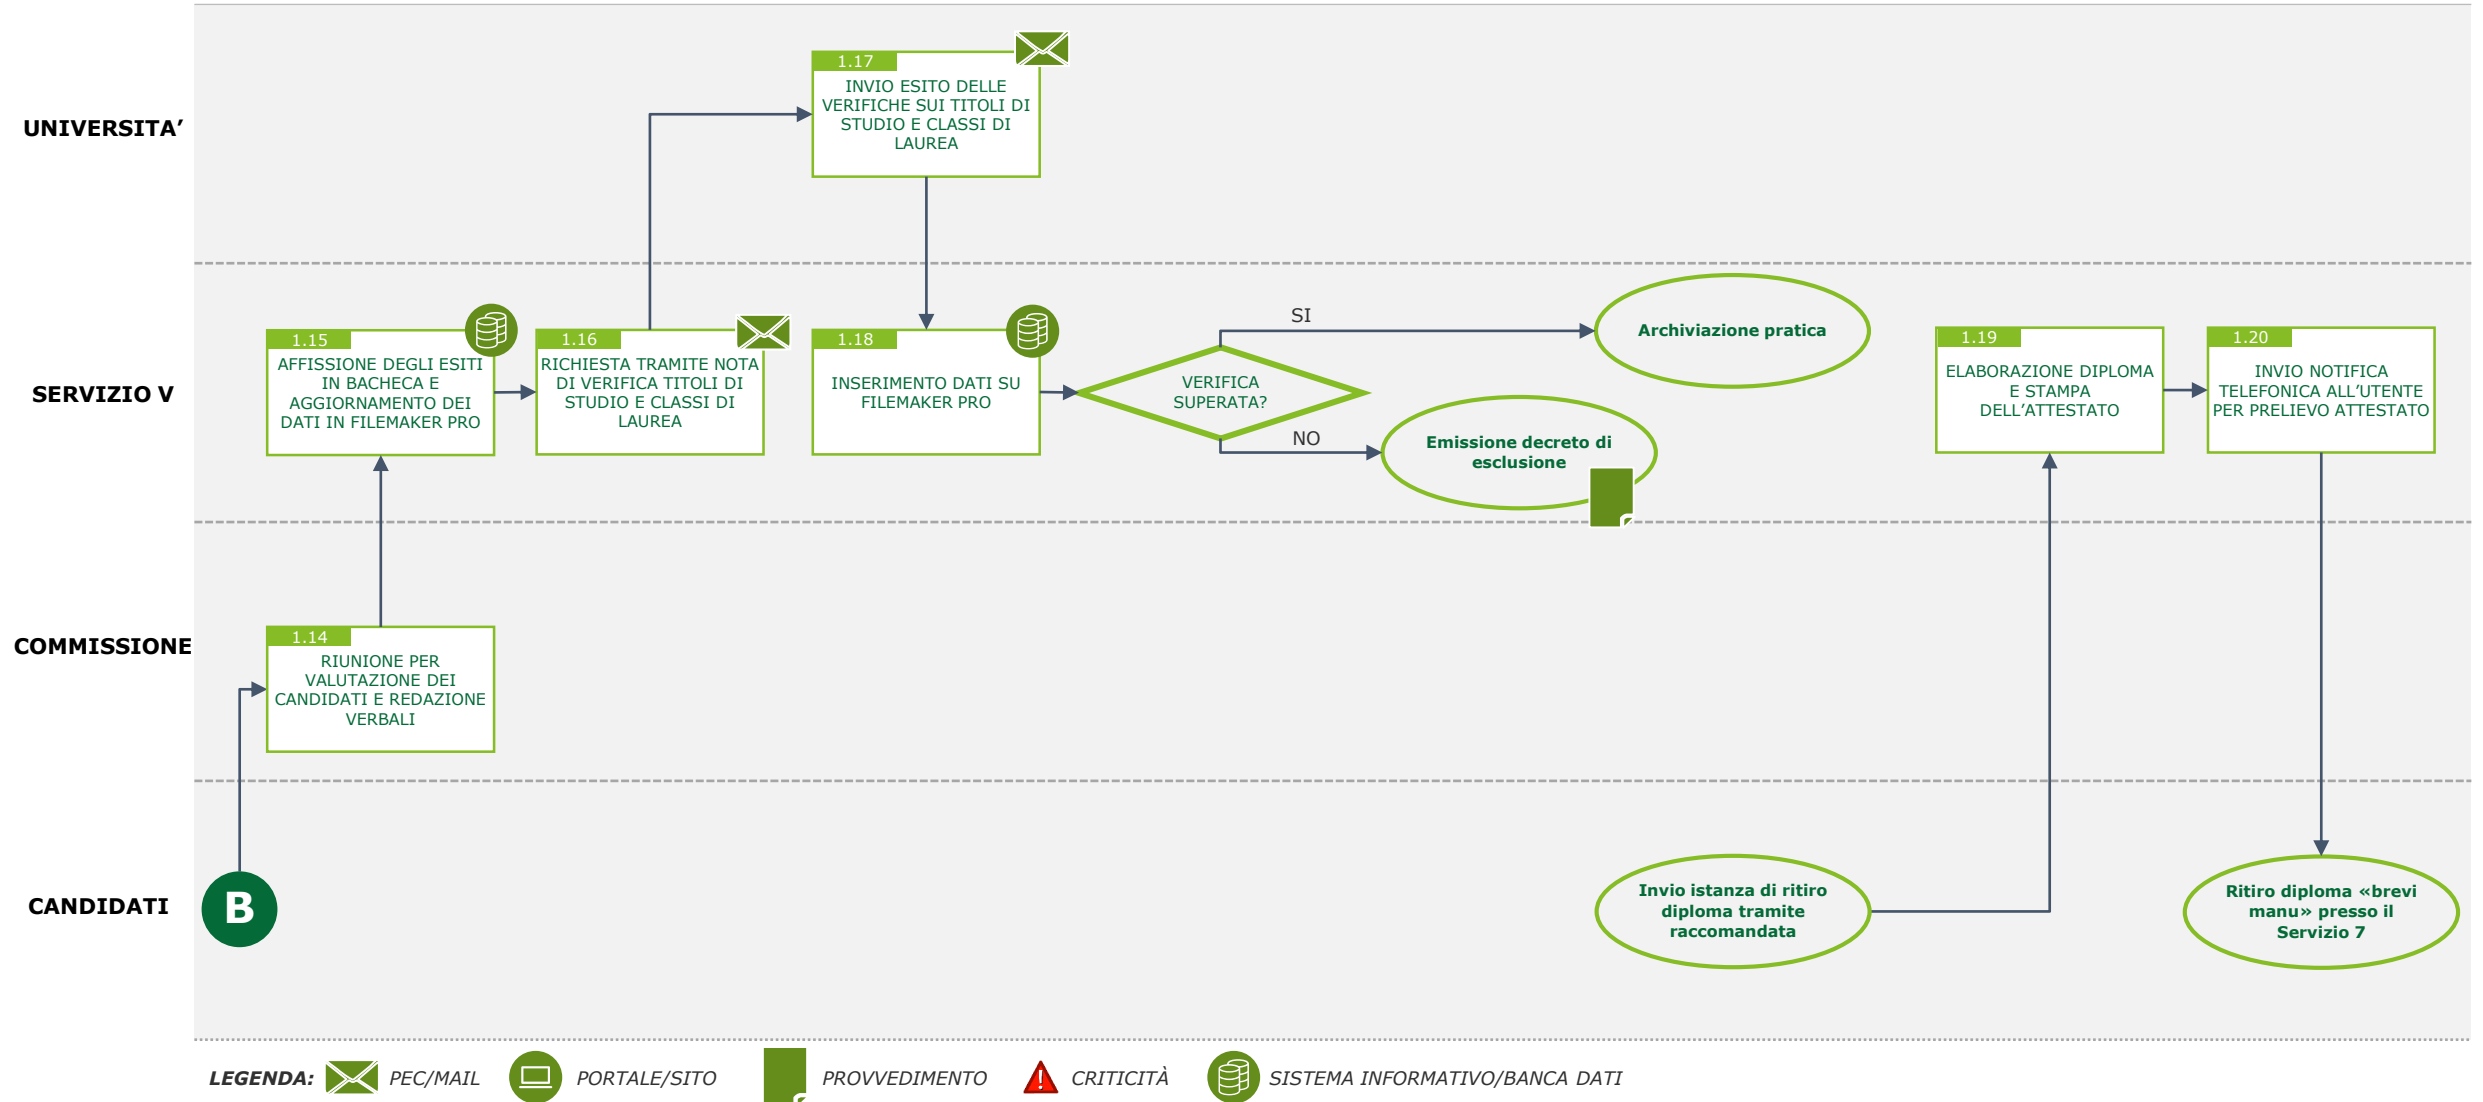 UNIVERSITA’
1.17
INVIO ESITO DELLE
VERIFICHE SUI TITOLI DI
STUDIO E CLASSI DI
LAUREA
SERVIZIO V
1.15
AFFISSIONE DEGLI ESITI
IN BACHECA E
AGGIORNAMENTO DEI
DATI IN FILEMAKER PRO
1.16
RICHIESTA TRAMITE NOTA
DI VERIFICA TITOLI DI
STUDIO E CLASSI DI
LAUREA
1.18
INSERIMENTO DATI SU
FILEMAKER PRO
VERIFICA
SUPERATA?
SI
Archiviazione pratica
NO
Emissione decreto di
esclusione
1.19
ELABORAZIONE DIPLOMA
E STAMPA
DELL’ATTESTATO
1.20
INVIO NOTIFICA
TELEFONICA ALL’UTENTE
PER PRELIEVO ATTESTATO
COMMISSIONE
1.14
RIUNIONE PER
VALUTAZIONE DEI
CANDIDATI E REDAZIONE
VERBALI
CANDIDATI
B
Invio istanza di ritiro
diploma tramite
raccomandata
Ritiro diploma «brevi
manu» presso il
Servizio 7
LEGENDA: PEC/MAIL PORTALE/SITO PROVVEDIMENTO CRITICITÀ SISTEMA INFORMATIVO/BANCA DATI